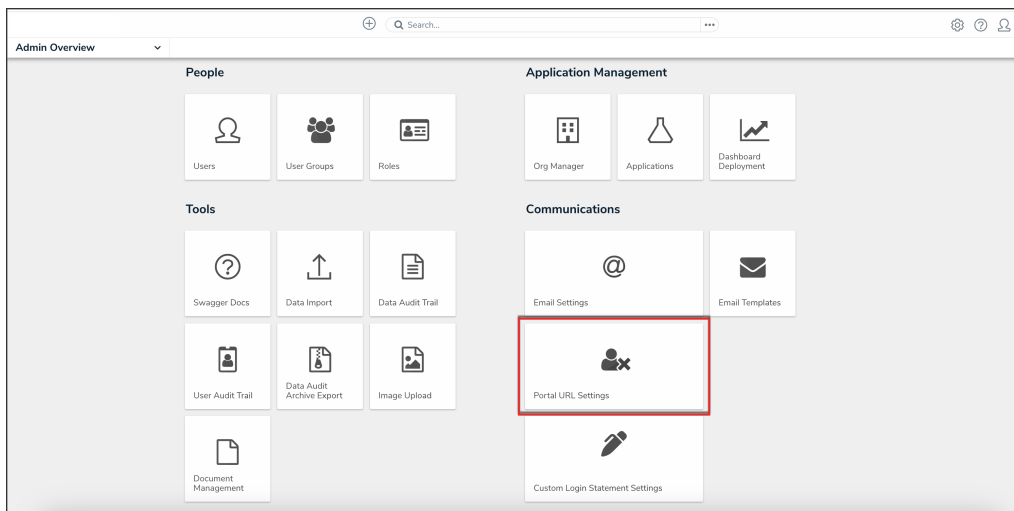 Search...
Admin Overview
People
Users
User Groups
Roles
Application Management
Org Manager
Applications
Dashboard
Deployment
Tools
Swagger Docs
Data Import
Data Audit Trail
User Audit Trail
Data Audit
Archive Export
Image Upload
Document
Management
Communications
Email Settings
Email Templates
Portal URL Settings
Custom Login Statement Settings